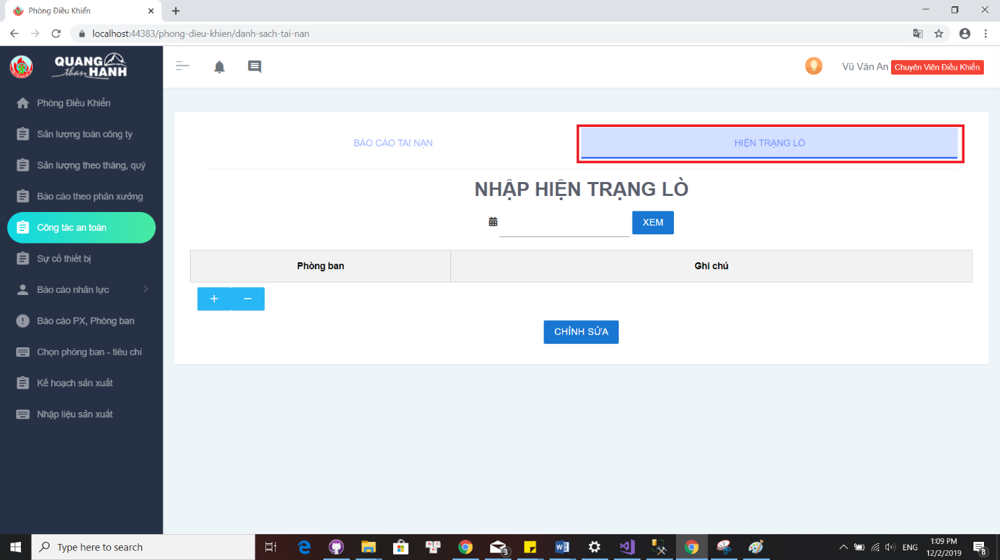 Phòng Điều Khiển
localhost:44383/phong-dieu-khien/danh-sach-tai-nan
QUANG
than HANH
Vũ Văn An Chuyên Viên Điều Khiển
Phòng Điều Khiển
Sản lượng toàn công ty
Sản lượng theo tháng, quý
Báo cáo theo phân xưởng
Công tác an toàn
Sự cố thiết bị
Báo cáo nhân lực
Báo cáo PX, Phòng ban
Chọn phòng ban - tiêu chí
Kế hoạch sản xuất
Nhập liệu sản xuất
BÁO CÁO TAI NẠN
HIỆN TRẠNG LÒ
NHẬP HIỆN TRẠNG LÒ
XEM
Phòng ban
Ghi chú
+
−
CHỈNH SỬA
Type here to search
3
ENG
1:09 PM
12/2/2019
8